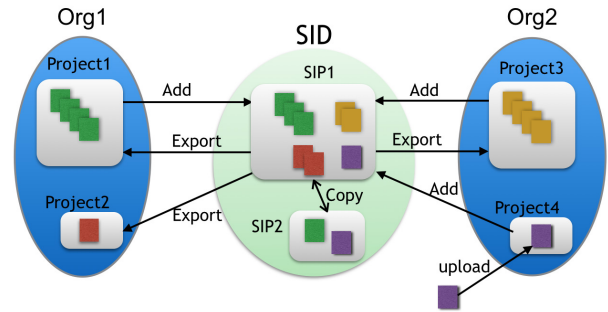 Org1
SID
Org2
Project1
SIP1
Project3
Add
Add
Export
Export
Project2
Export
Copy
SIP2
Add
Project4
upload